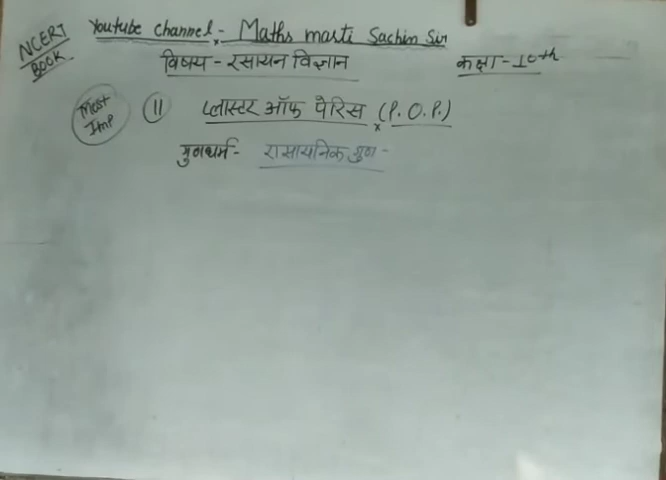 NCERT
BOOK
Youtube channel - Maths masti Sachin Sir
विषय - रसायन विज्ञान
कक्षा - 10th
Most
Imp
11 प्लास्टर ऑफ पेरिस (P.O.P.)
गुणधर्म - रासायनिक गुण -